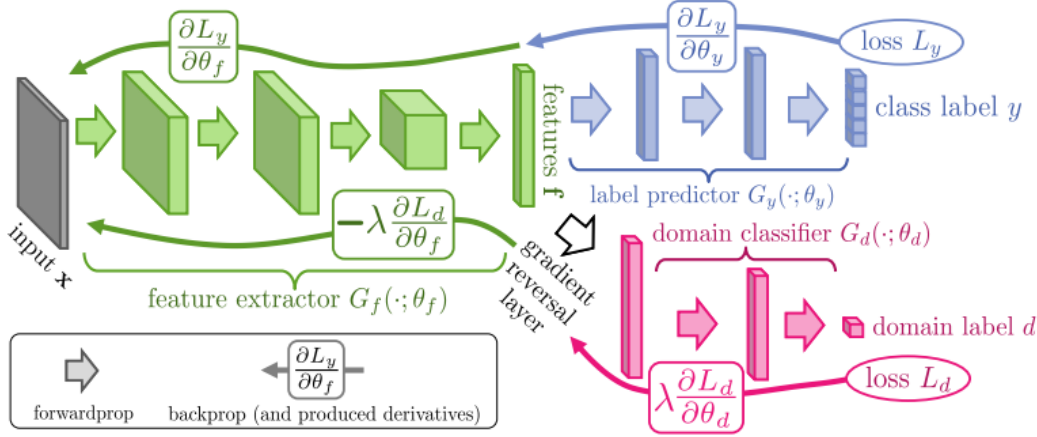 ∂L_y/∂θ_f
∂L_y/∂θ_y
loss L_y
class label y
features f
label predictor G_y(·; θ_y)
input x
−λ ∂L_d/∂θ_f
feature extractor G_f(·; θ_f)
gradient
reversal
layer
domain classifier G_d(·; θ_d)
domain label d
λ ∂L_d/∂θ_d
loss L_d
∂L_y/∂θ_f
forwardprop
backprop (and produced derivatives)